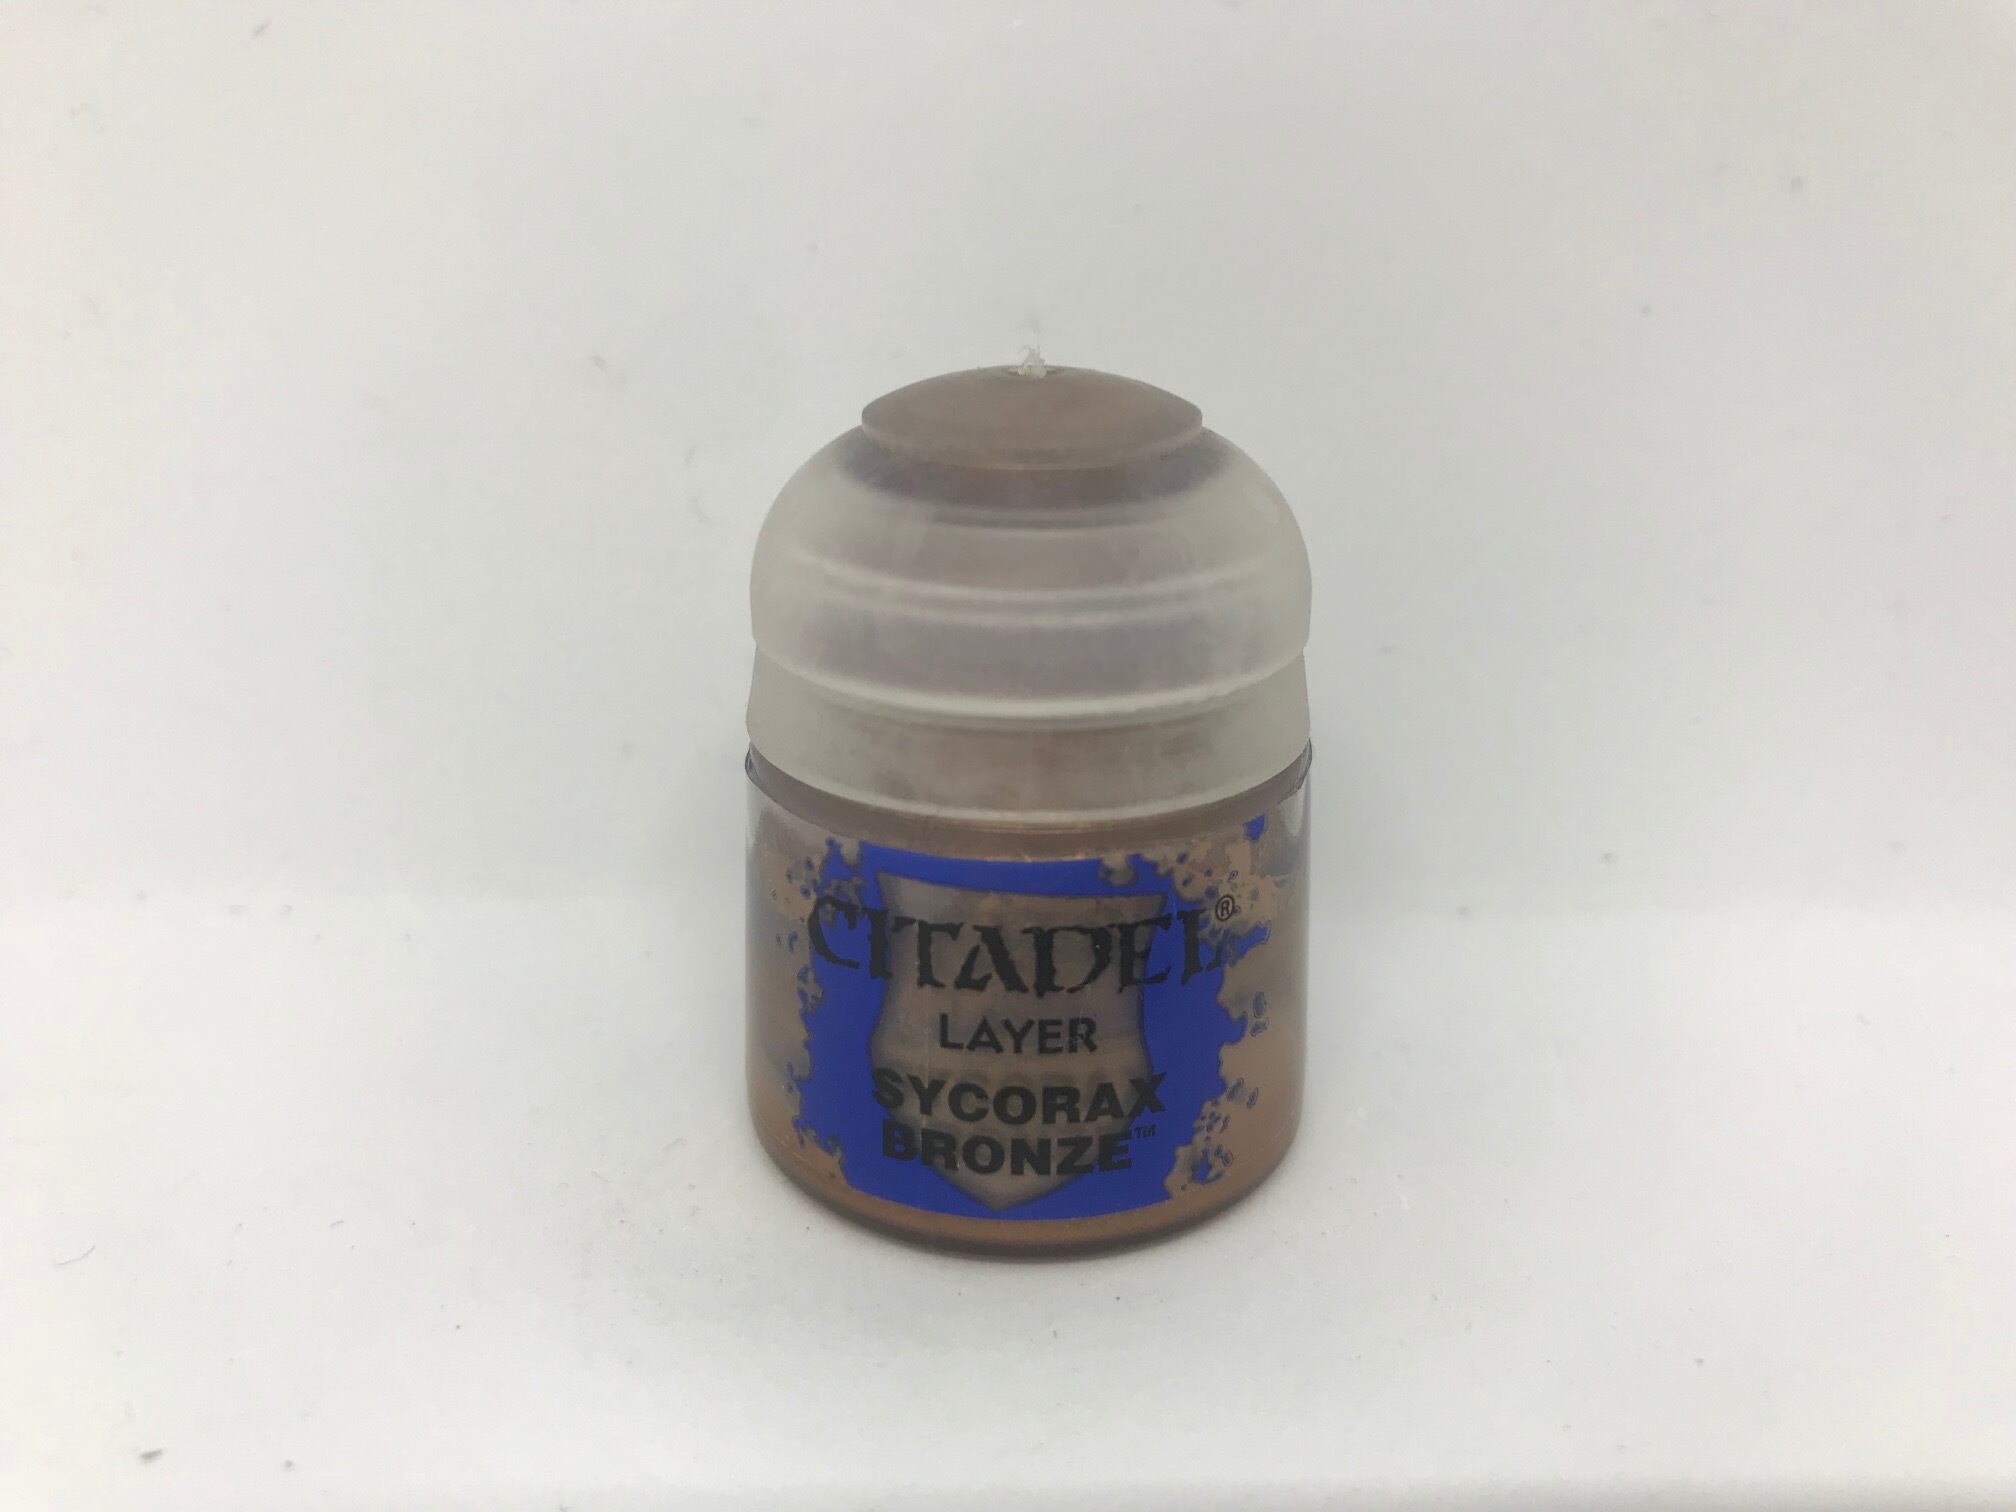 CITADEL®
LAYER
SYCORAX
BRONZE™